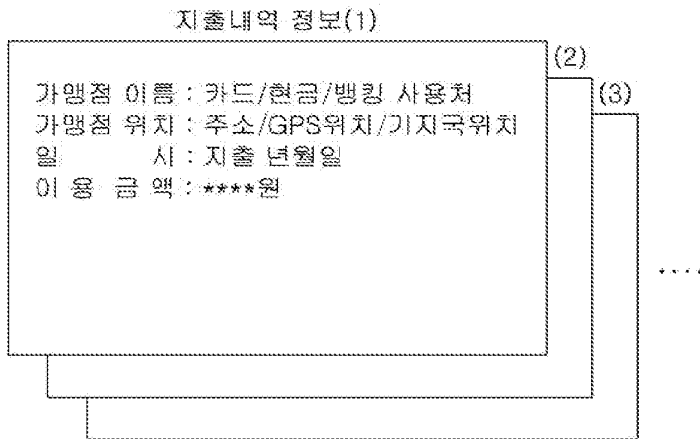 지출내역 정보(1)
(2)
(3)
가맹점 이름 : 카드/현금/뱅킹 사용처
가맹점 위치 : 주소/GPS위치/기지국위치
일 시 : 지출 년월일
이 용 금 액 : ****원
....